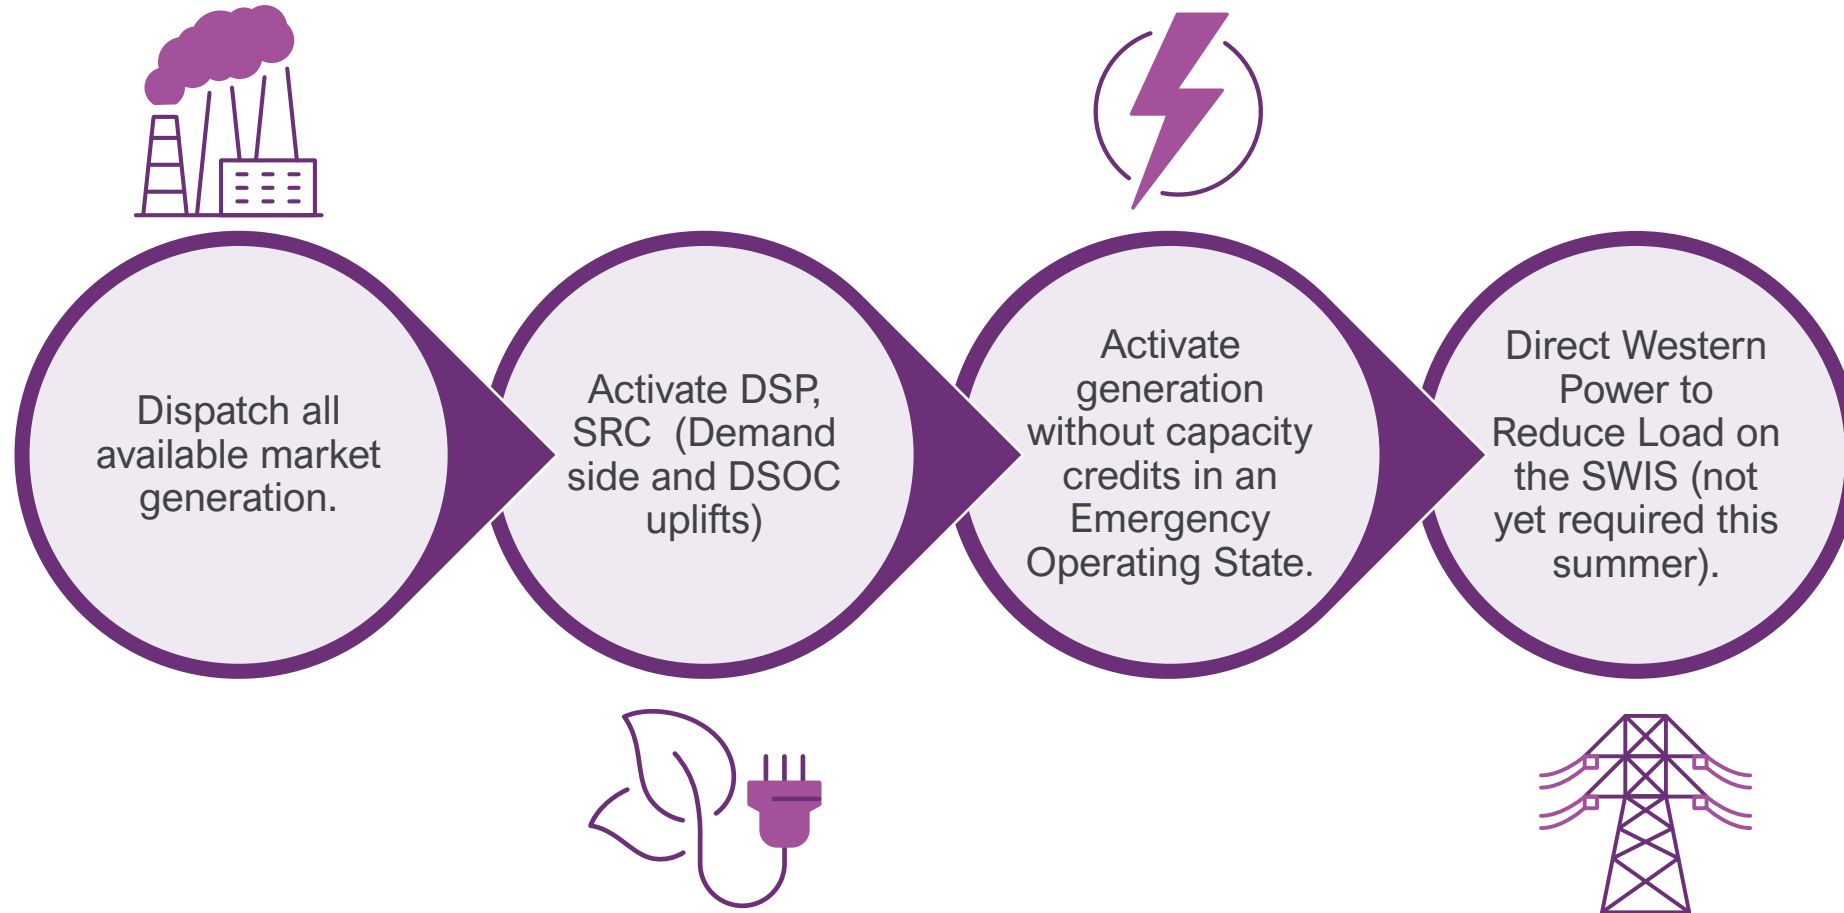 Dispatch all
available market
generation.
Activate DSP,
SRC  (Demand
side and DSOC
uplifts)
Activate
generation
without capacity
credits in an
Emergency
Operating State.
Direct Western
Power to
Reduce Load on
the SWIS (not
yet required this
summer).